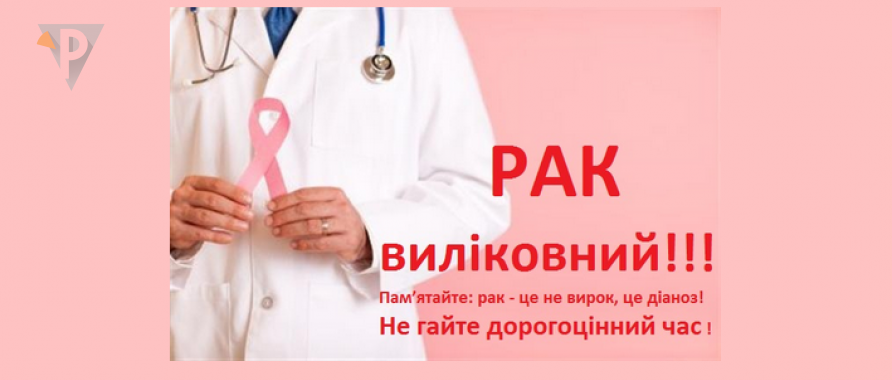 P
РАК
виліковний!!!
Пам’ятайте: рак - це не вирок, це діаноз!
Не гайте дорогоцінний час !